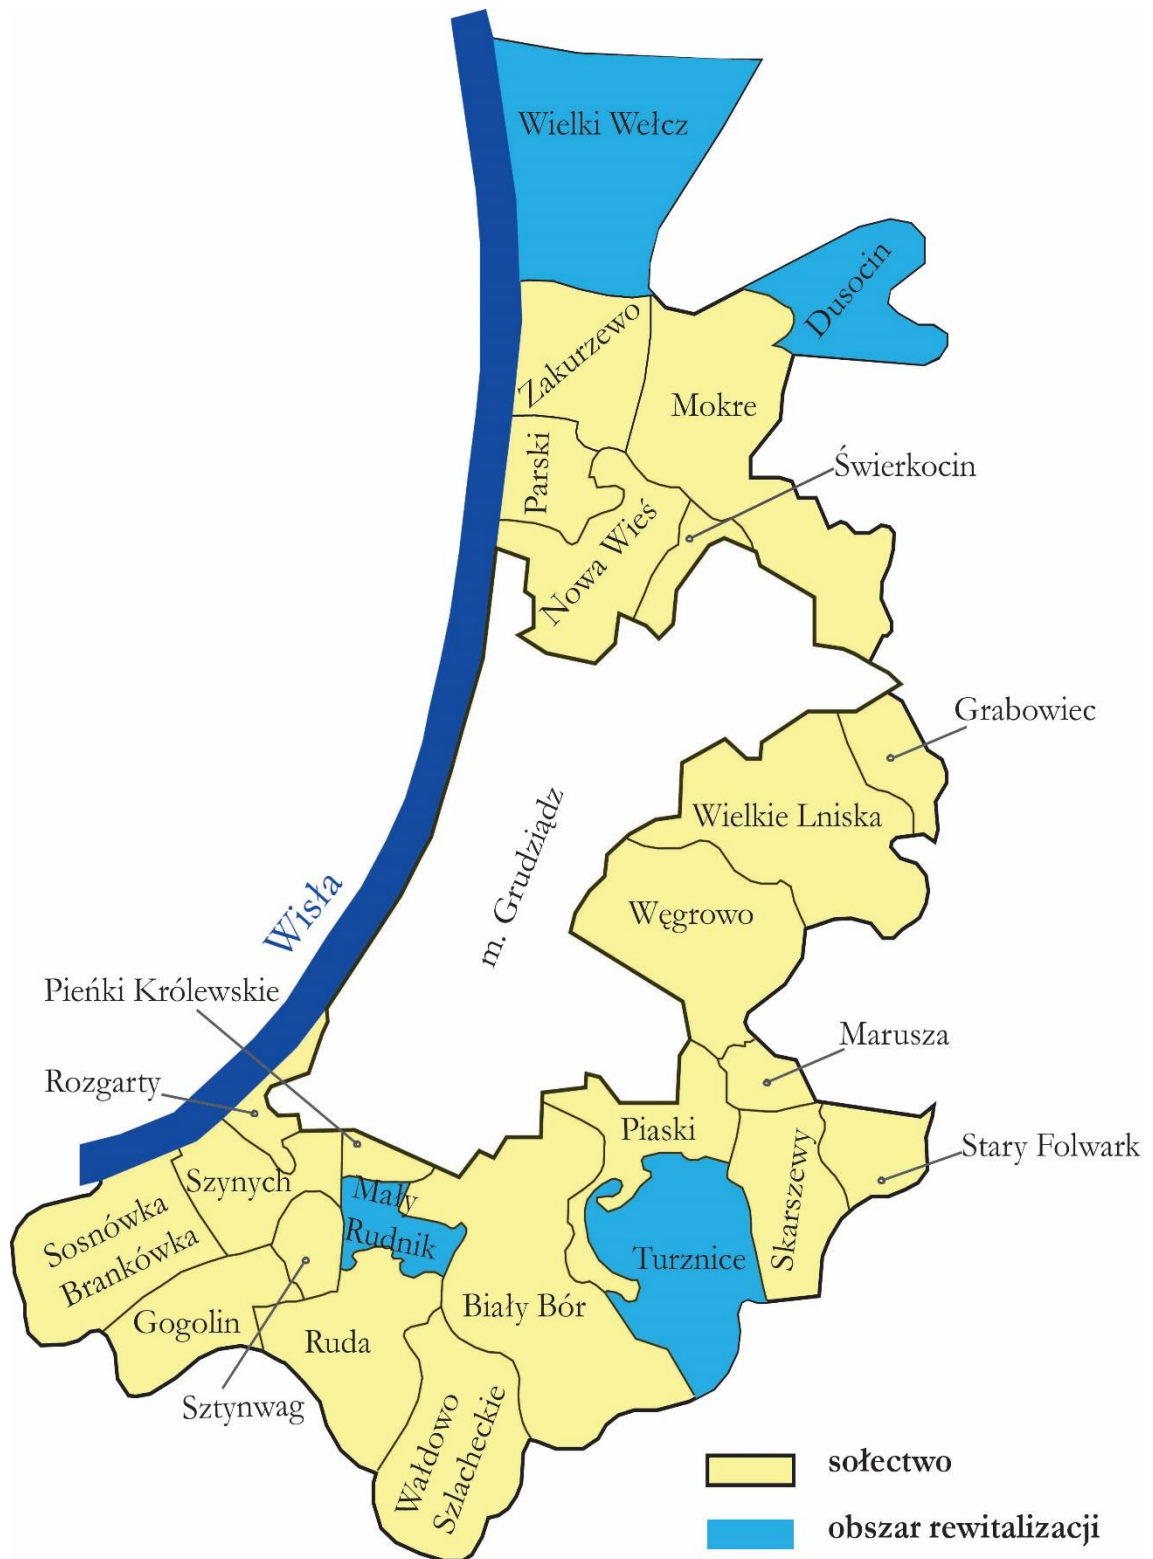 Wielki Wełcz
Dusocin
Zakurzewo
Mokre
Parski
Świerkocin
Nowa Wieś
Grabowiec
Wielkie Lniska
m. Grudziądz
Węgrowo
Wisła
Pieńki Królewskie
Marusza
Rozgarty
Piaski
Stary Folwark
Szynych
Mały
Rudnik
Skarszewy
Sosnówka
Brankówka
Turznice
Gogolin
Biały Bór
Ruda
Sztynwag
Wałdowo
Szlacheckie
sołectwo
obszar rewitalizacji